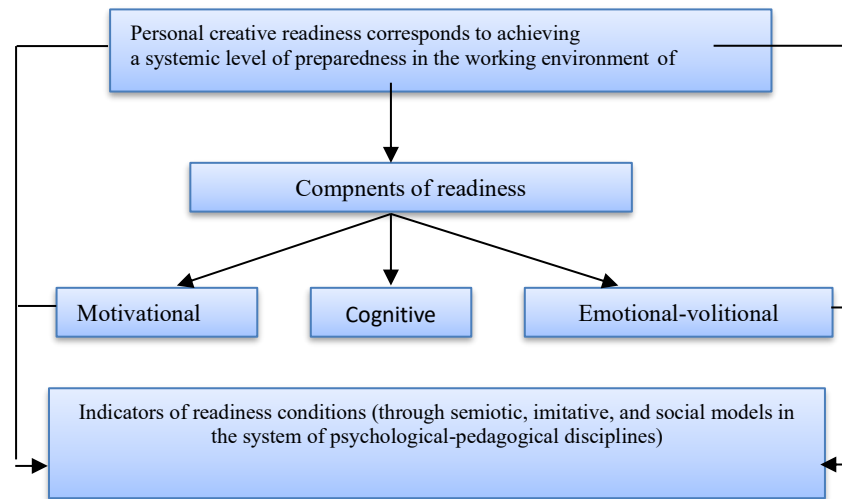 Personal creative readiness corresponds to achieving
a systemic level of preparedness in the working environment of
Compnents of readiness
Motivational
Cognitive
Emotional-volitional
Indicators of readiness conditions (through semiotic, imitative, and social models in
the system of psychological-pedagogical disciplines)